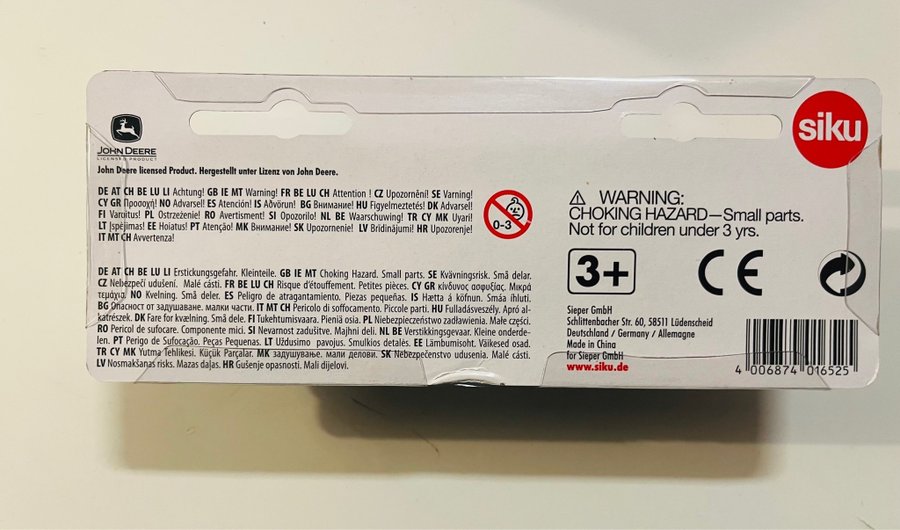 JOHN DEERE
LICENSED PRODUCT
siku
John Deere licensed Product. Hergestellt unter Lizenz von John Deere.
DE AT CH BE LU LI Achtung! GB IE MT Warning! FR BE LU CH Attention ! CZ Upozornění! SE Varning!
CY GR Προσοχή! NO Advarsel! ES Atención! IS Aðvörun! BG Внимание! HU Figyelmeztetés! DK Advarsel!
FI Varoitus! PL Ostrzeżenie! RO Avertisment! SI Opozorilo! NL BE Waarschuwing! TR CY MK Uyari!
LT Įspėjimas! EE Hoiatus! PT Atenção! MK Внимание! SK Upozornenie! LV Brīdinājumi! HR Upozorenje!
IT MT CH Avvertenza!
0-3
WARNING:
CHOKING HAZARD—Small parts.
Not for children under 3 yrs.
DE AT CH BE LU LI Erstickungsgefahr. Kleinteile. GB IE MT Choking Hazard. Small parts. SE Kvävningsrisk. Små delar.
CZ Nebezpečí udušení. Malé cásti. FR BE LU CH Risque d'étouffement. Petites pièces. CY GR κίνδυνος ασφυξίας. Μικρά
τεμάχια. NO Kvelning. Små deler. ES Peligro de atragantamiento. Piezas pequeñas. IS Hætta á köfnun. Smáa íhluti.
BG Опасност от задушаване. малки части. IT MT CH Pericolo di soffocamento. Piccole parti. HU Fulladásveszély. Apró al-
katrészek. DK Fare for kvælning. Små dele. FI Tukehtumisvaara. Pieniä osia. PL Niebezpieczeństwo zadławienia. Małe części.
RO Pericol de sufocare. Componente mici. SI Nevarnost zadušitve. Majhni deli. NL BE Verstikkingsgevaar. Kleine onderde-
len. PT Perigo de Sufocação. Peças Pequenas. LT Uždusimo pavojus. Smulkios detalės. EE Lämbumisoht. Väikesed osad.
TR CY MK Yutma Tehlikesi. Küçük Parçalar. MK задушување. мали делови. SK Nebezpečenstvo udusenia. Malé části.
LV Nosmakšanas risks. Mazas daļas. HR Gušenje opasnosti. Mali dijelovi.
3+
CE
Sieper GmbH
Schlittenbacher Str. 60, 58511 Lüdenscheid
Deutschland / Germany / Allemagne
Made in China
for Sieper GmbH
www.siku.de
4 006874 016525